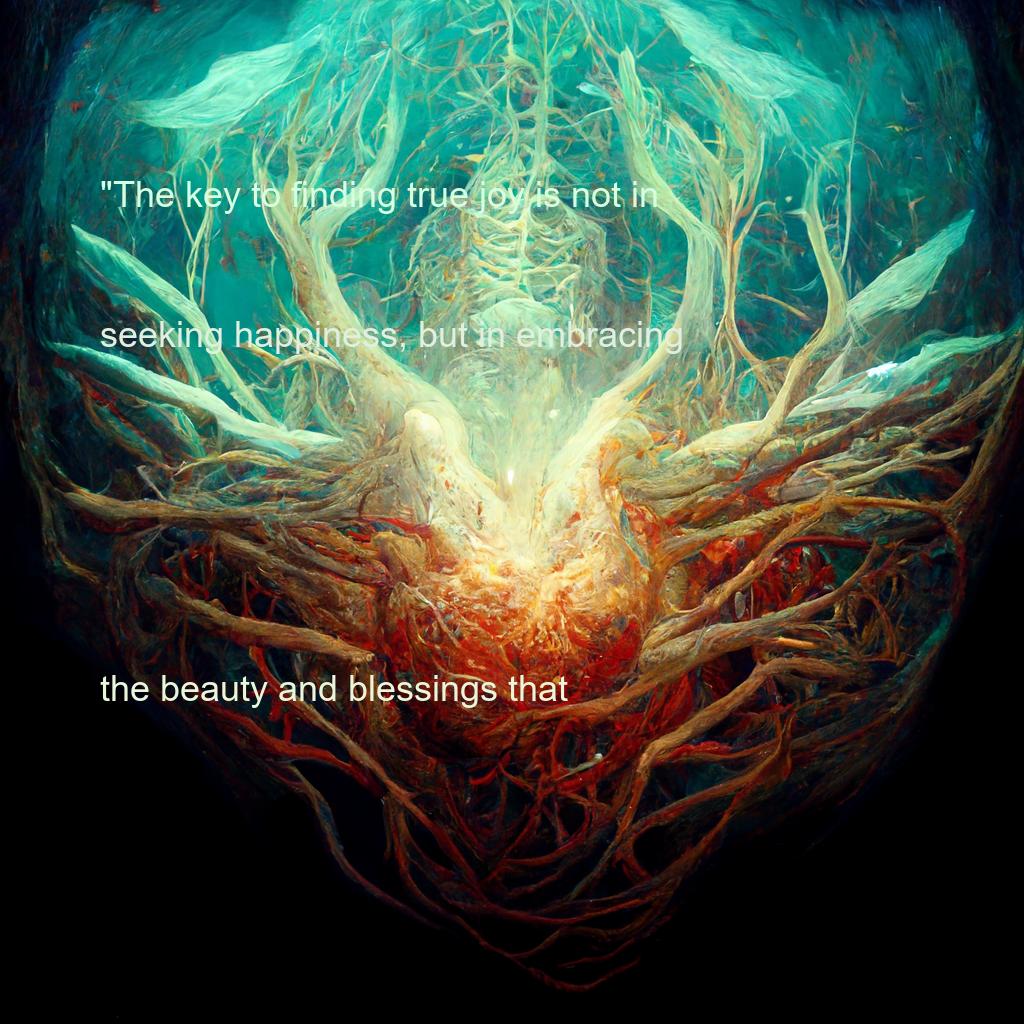 "The key to finding true joy is not in
seeking happiness, but in embracing
the beauty and blessings that